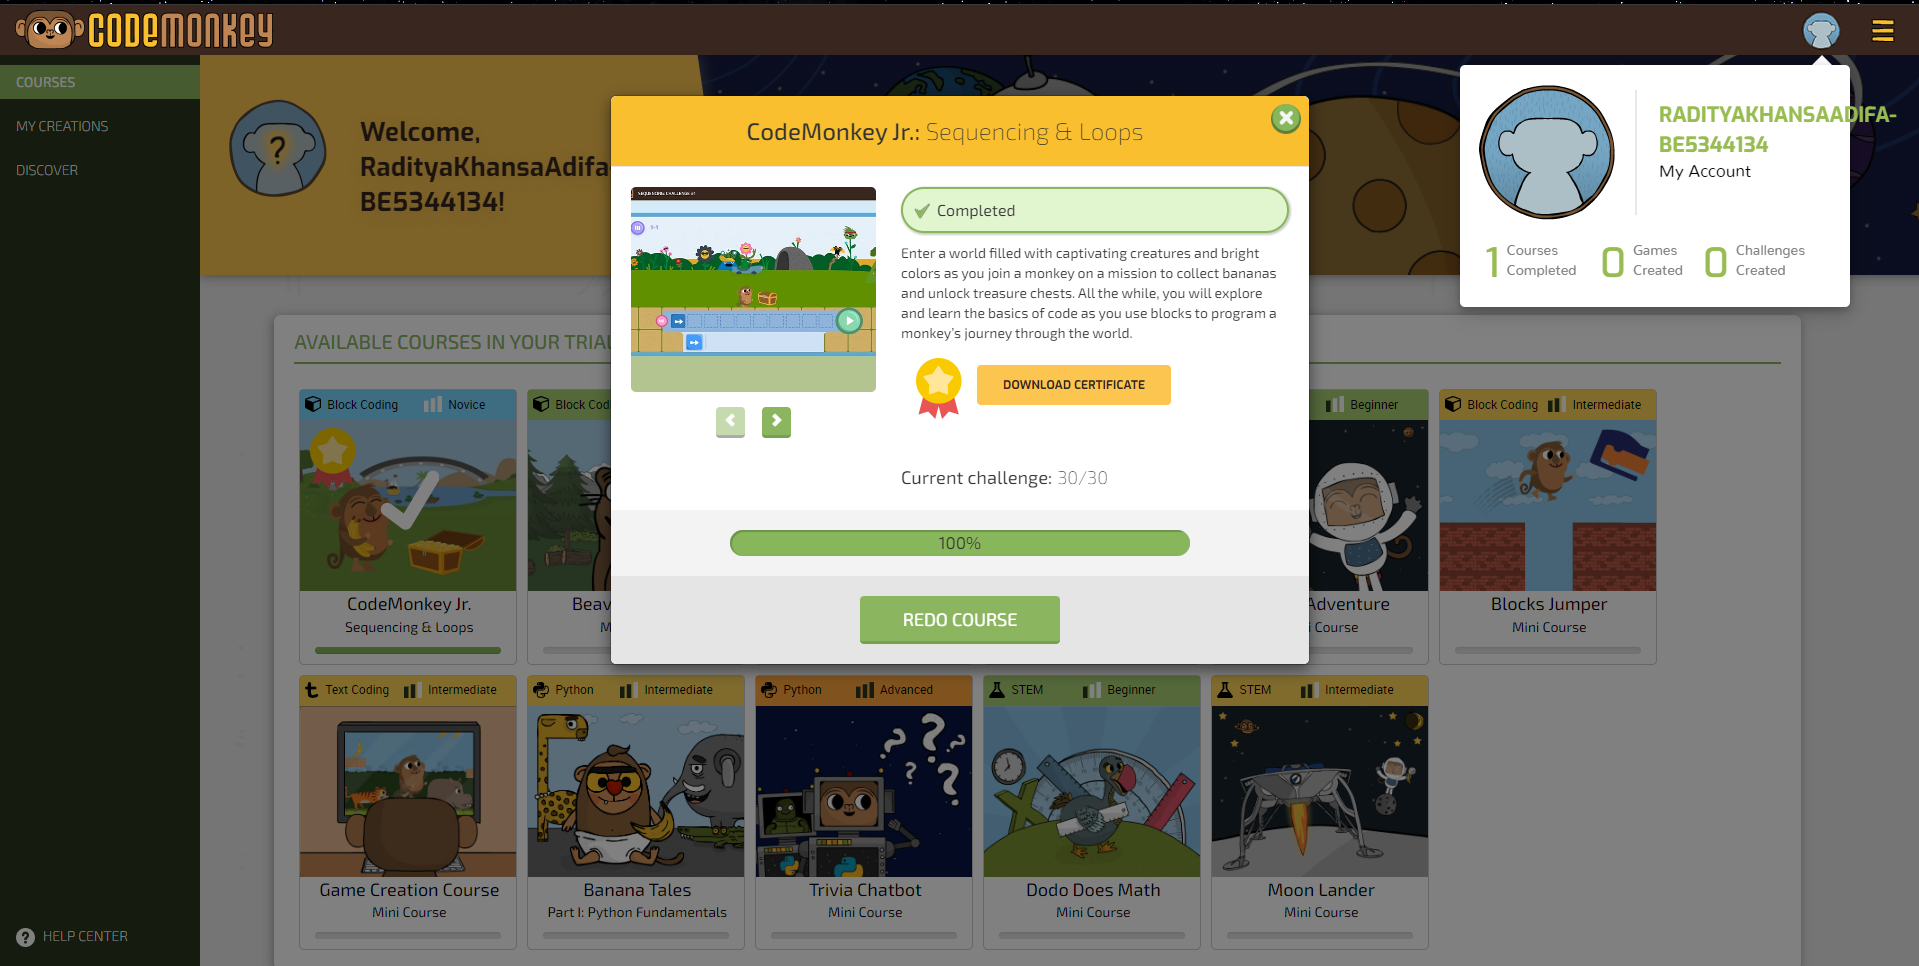 CODEMONKEY
COURSES
MY CREATIONS
DISCOVER
HELP CENTER
Welcome,
RadityaKhansaAdifa
BE5344134!
RADITYAKHANSAADIFA-
BE5344134
My Account
1 Courses Completed
0 Games Created
0 Challenges Created
CodeMonkey Jr.: Sequencing & Loops
Completed
Enter a world filled with captivating creatures and bright
colors as you join a monkey on a mission to collect bananas
and unlock treasure chests. All the while, you will explore
and learn the basics of code as you use blocks to program a
monkey's journey through the world.
DOWNLOAD CERTIFICATE
Current challenge: 30/30
100%
REDO COURSE
AVAILABLE COURSES IN YOUR TRIAL
Block Coding Novice
CodeMonkey Jr.
Sequencing & Loops
Block Cod
Beav
M
Beginner
Adventure
Course
Block Coding Intermediate
Blocks Jumper
Mini Course
Text Coding Intermediate
Game Creation Course
Mini Course
Python Intermediate
Banana Tales
Part I: Python Fundamentals
Python Advanced
Trivia Chatbot
Mini Course
STEM Beginner
Dodo Does Math
Mini Course
STEM Intermediate
Moon Lander
Mini Course